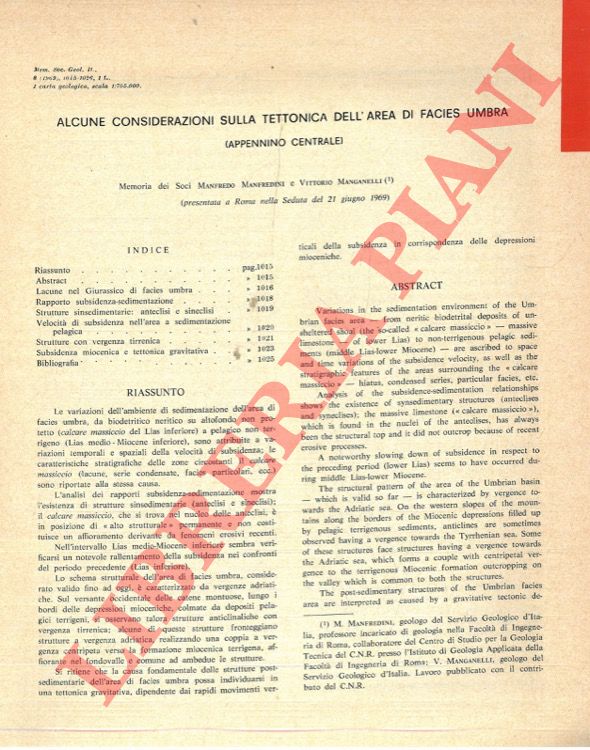 Mem. Soc. Geol. It.,
8 (1969), 1015-1026, 1 f.,
1 carta geologica, scala 1:705.000.
ALCUNE CONSIDERAZIONI SULLA TETTONICA DELL'AREA DI FACIES UMBRA
(APPENNINO CENTRALE)
Memoria dei Soci MANFREDO MANFREDINI e VITTORIO MANGANELLI (¹)
(presentata a Roma nella Seduta del 21 giugno 1969)
INDICE
Riassunto . . . . . . . . . . pag. 1015
Abstract . . . . . . . . . . » 1015
Lacune nel Giurassico di facies umbra . . » 1016
Rapporto subsidenza-sedimentazione . . . » 1018
Strutture sinsedimentarie: anteclisi e sineclisi » 1019
Velocità di subsidenza nell'area a sedimentazione
pelagica . . . . . . . . . » 1020
Strutture con vergenza tirrenica . . . . » 1021
Subsidenza miocenica e tettonica gravitativa . » 1023
Bibliografia . . . . . . . . . » 1025
RIASSUNTO
Le variazioni dell'ambiente di sedimentazione dell'area di
facies umbra, da biodetritico neritico su altofondo non pro-
tetto (calcare massiccio del Lias inferiore) a pelagico non ter-
rigeno (Lias medio - Miocene inferiore), sono attribuite a va-
riazioni temporali e spaziali della velocità di subsidenza; le
caratteristiche stratigrafiche delle zone circostanti il calcare
massiccio (lacune, serie condensate, facies particolari, ecc.)
sono riportate alla stessa causa.
L'analisi dei rapporti subsidenza-sedimentazione mostra
l'esistenza di strutture sinsedimentarie (anteclisi e sineclisi);
il calcare massiccio, che si trova nel nucleo delle anteclisi, è
in posizione di « alto strutturale » permanente e non costi-
tuisce un affioramento derivante da fenomeni erosivi recenti.
Nell'intervallo Lias medio-Miocene inferiore sembra veri-
ficarsi un notevole rallentamento della subsidenza nei confronti
del periodo precedente (Lias inferiore).
Lo schema strutturale dell'area di facies umbra, conside-
rato valido fino ad oggi, è caratterizzato da vergenze adriati-
che. Sul versante occidentale delle catene montuose, lungo i
bordi delle depressioni mioceniche, colmate da depositi pela-
gici terrigeni, si osservano talora strutture anticlinaliche con
vergenza tirrenica; alcune di queste strutture fronteggiano
strutture a vergenza adriatica, realizzando una coppia a ver-
genza centripeta verso la formazione miocenica terrigena, af-
fiorante nel fondovalle e comune ad ambedue le strutture.
Si ritiene che la causa fondamentale delle strutture post-
sedimentarie dell'area di facies umbra possa individuarsi in
una tettonica gravitativa, dipendente dai rapidi movimenti ver-
ticali della subsidenza in corrispondenza delle depressioni
mioceniche.
ABSTRACT
Variations in the sedimentation environment of the Um-
brian facies area — from neritic biodetrital deposits of un-
sheltered shoal (the so-called « calcare massiccio » — massive
limestone — of lower Lias) to non-terrigenous pelagic sedi-
ments (middle Lias-lower Miocene) — are ascribed to space
and time variations of the subsidence velocity, as well as the
stratigraphic features of the areas surrounding the « calcare
massiccio » - hiatus, condensed series, particular facies, etc.
Analysis of the subsidence-sedimentation relationships
shows the existence of synsedimentary structures (anteclises
and syneclises); the massive limestone (« calcare massiccio »),
which is found in the nuclei of the anteclises, has always
been the structural top and it did not outcrop because of recent
erosive processes.
A noteworthy slowing down of subsidence in respect to
the preceding period (lower Lias) seems to have occurred du-
ring middle Lias-lower Miocene.
The structural pattern of the area of the Umbrian basin
— which is valid so far — is characterized by vergence to-
wards the Adriatic sea. On the western slopes of the moun-
tains along the borders of the Miocenic depressions filled up
by pelagic terrigenous sediments, anticlines are sometimes
observed having a vergence towards the Tyrrhenian sea. Some
of these structures face structures having a vergence towards
the Adriatic sea, which forms a couple with centripetal ver-
gence to the terrigenous Miocenic formation outcropping on
the valley which is common to both the structures.
The post-sedimentary structures of the Umbrian facies
area are interpreted as caused by a gravitative tectonic de-
(¹) M. MANFREDINI, geologo del Servizio Geologico d'Ita-
lia, professore incaricato di geologia nella Facoltà di Ingegne-
ria di Roma, collaboratore del Centro di Studio per la Geologia
Tecnica del C.N.R. presso l'Istituto di Geologia Applicata della
Facoltà di Ingegneria di Roma; V. MANGANELLI, geologo del
Servizio Geologico d'Italia. Lavoro pubblicato con il contri-
buto del C.N.R.
LIBRERIA PIANI